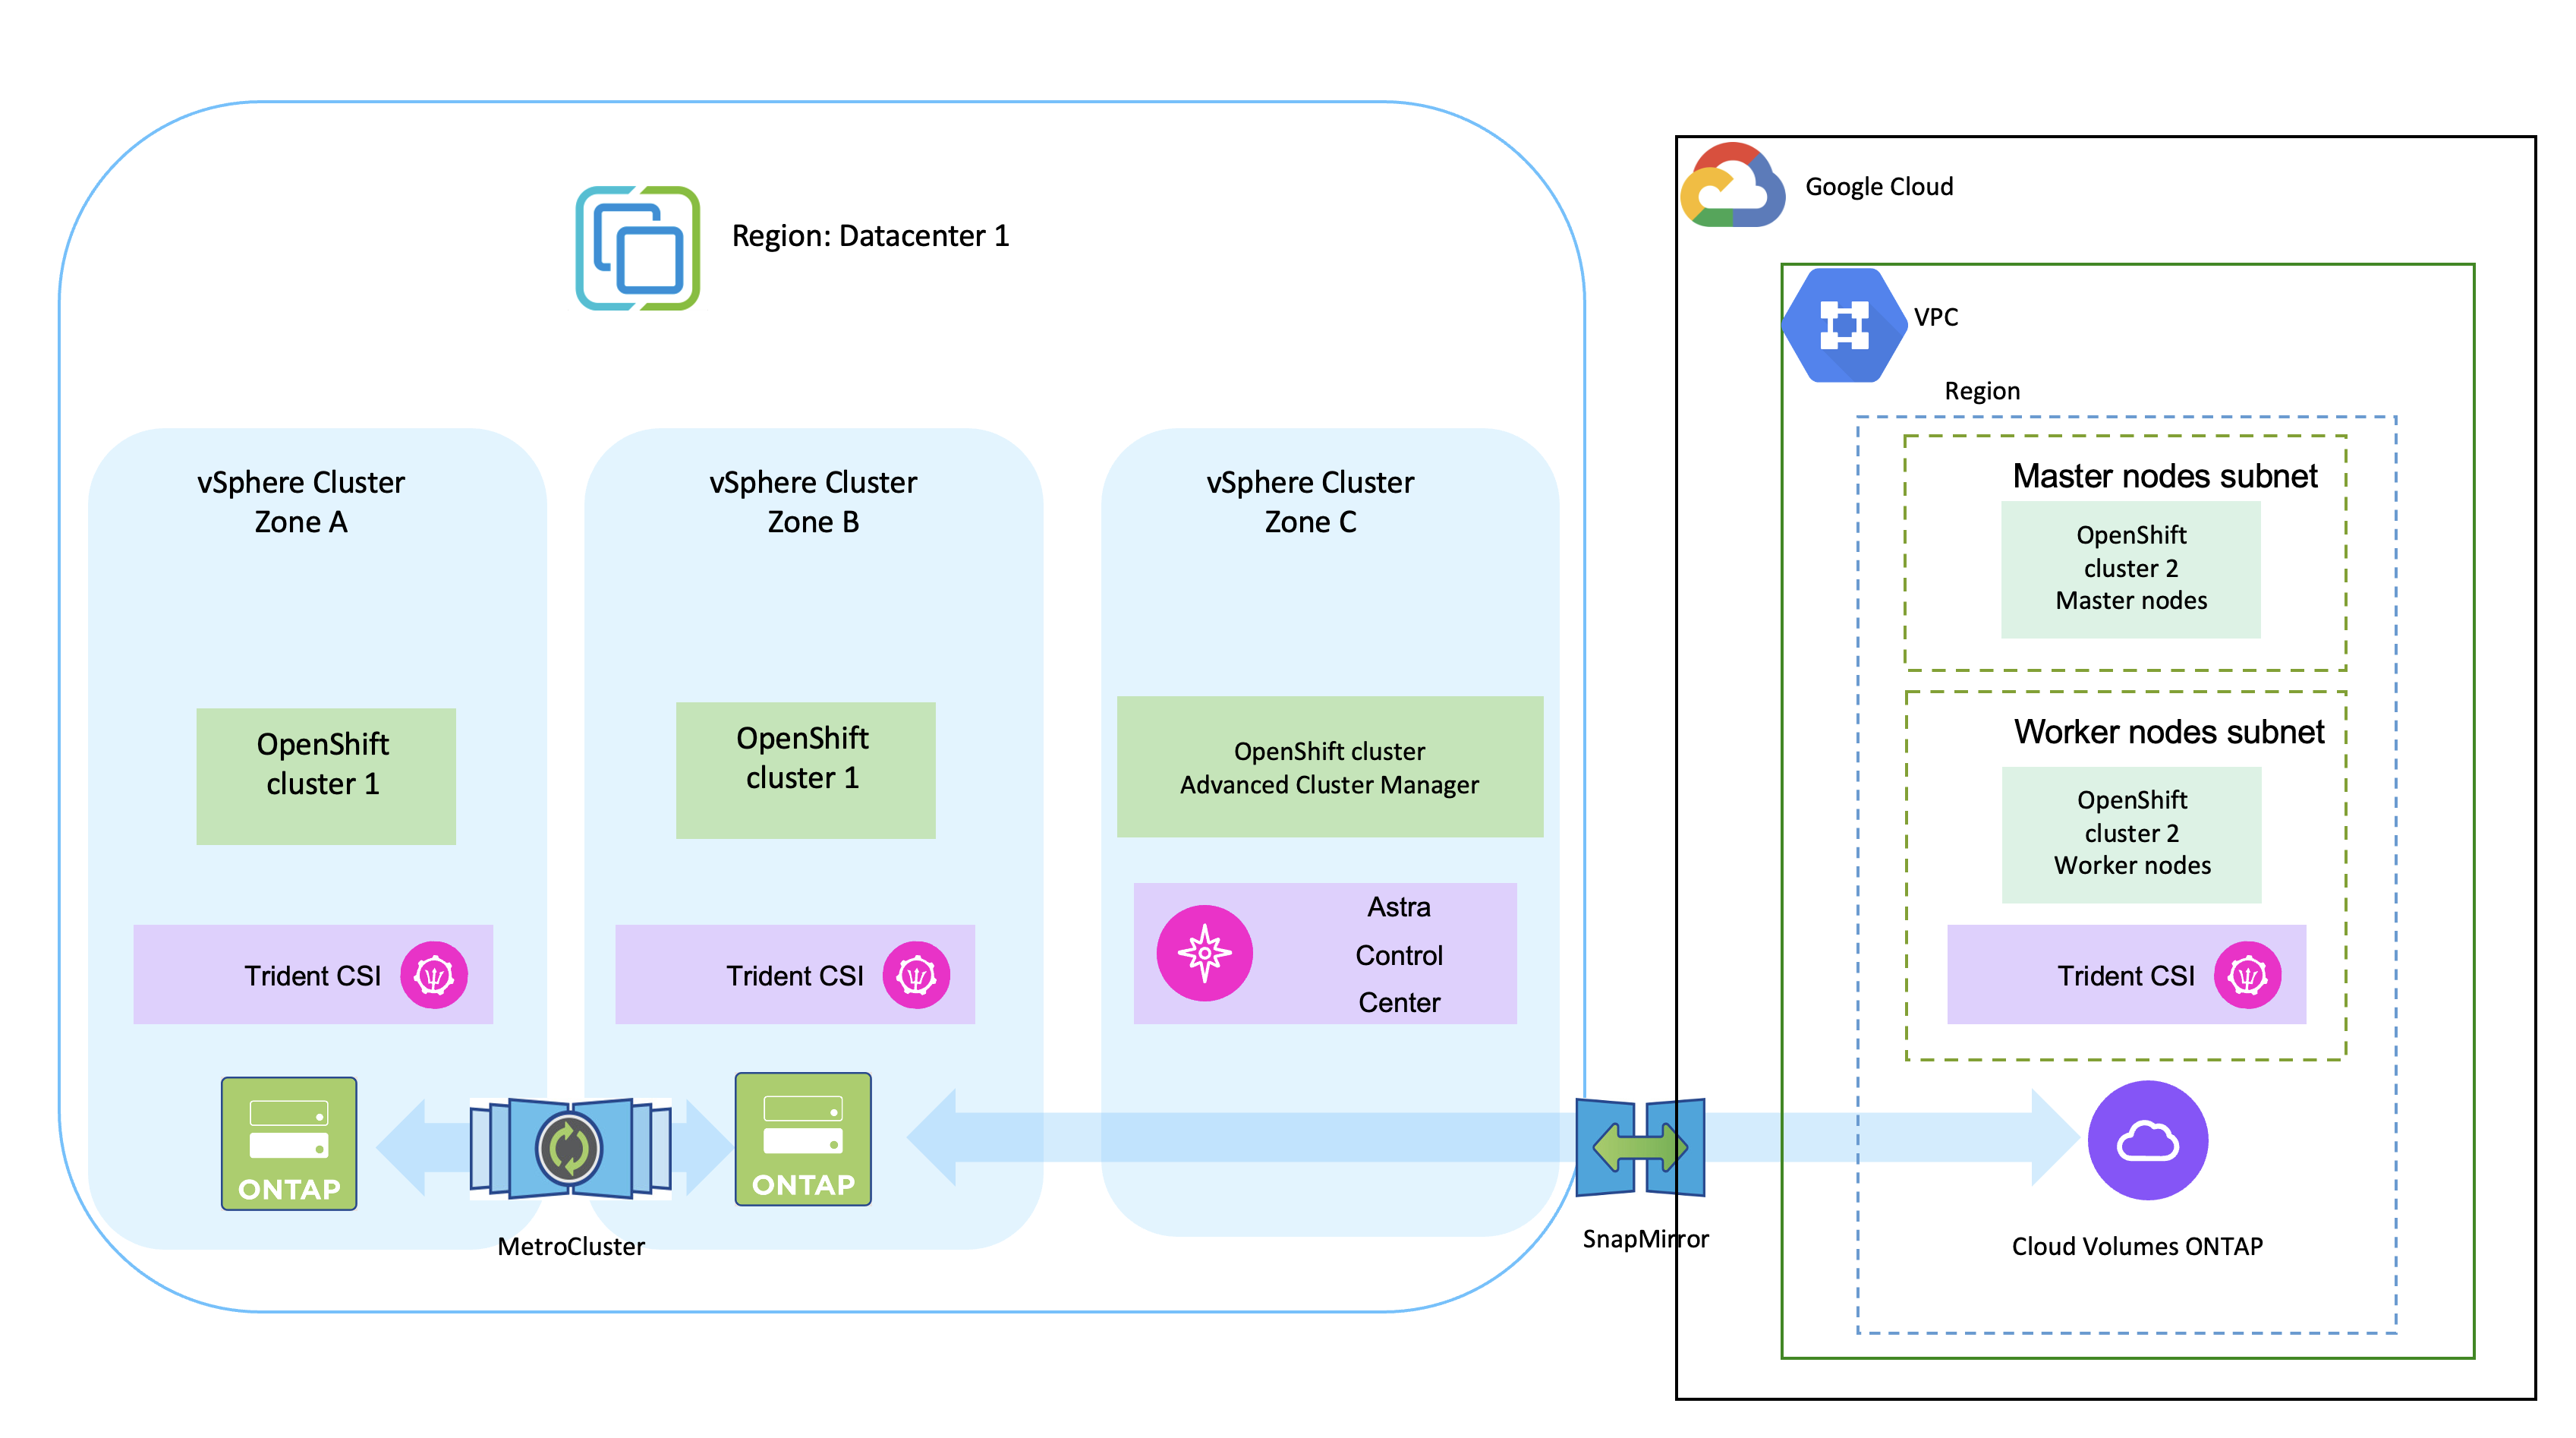 Region: Datacenter 1
vSphere Cluster
Zone A
OpenShift
cluster 1
Trident CSI
ONTAP
MetroCluster
vSphere Cluster
Zone B
OpenShift
cluster 1
Trident CSI
ONTAP
vSphere Cluster
Zone C
OpenShift cluster
Advanced Cluster Manager
Astra
Control
Center
SnapMirror
Google Cloud
VPC
Region
Master nodes subnet
OpenShift
cluster 2
Master nodes
Worker nodes subnet
OpenShift
cluster 2
Worker nodes
Trident CSI
Cloud Volumes ONTAP